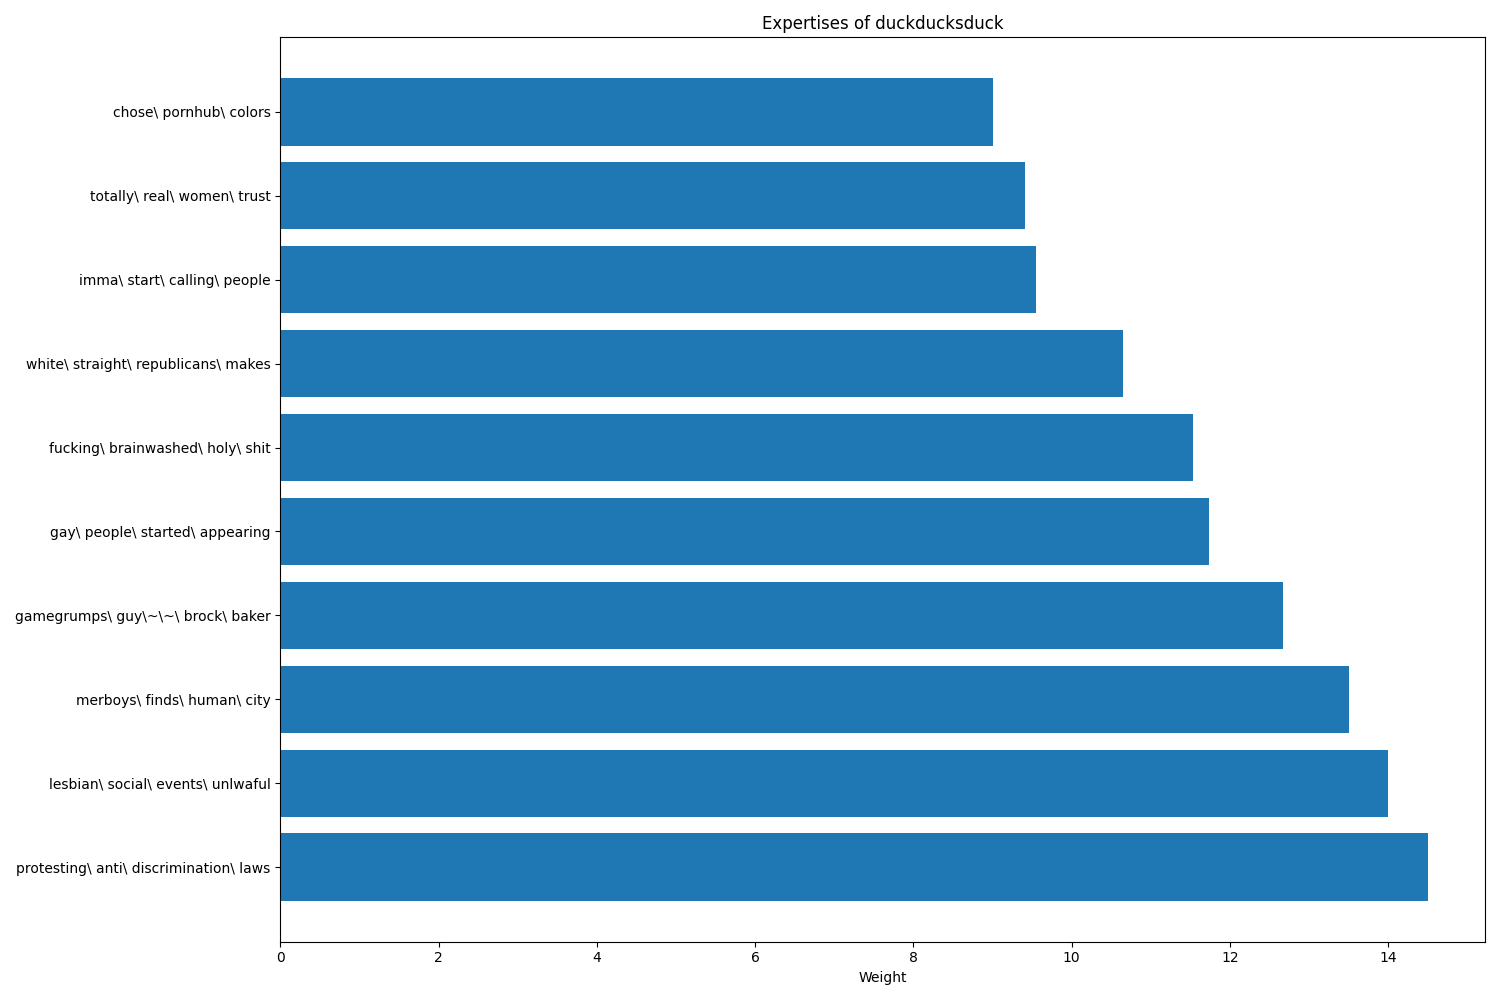 Expertises of duckducksduck
chose\ pornhub\ colors
totally\ real\ women\ trust
imma\ start\ calling\ people
white\ straight\ republicans\ makes
fucking\ brainwashed\ holy\ shit
gay\ people\ started\ appearing
gamegrumps\ guy\~\~\ brock\ baker
merboys\ finds\ human\ city
lesbian\ social\ events\ unlwaful
protesting\ anti\ discrimination\ laws
0 2 4 6 8 10 12 14
Weight